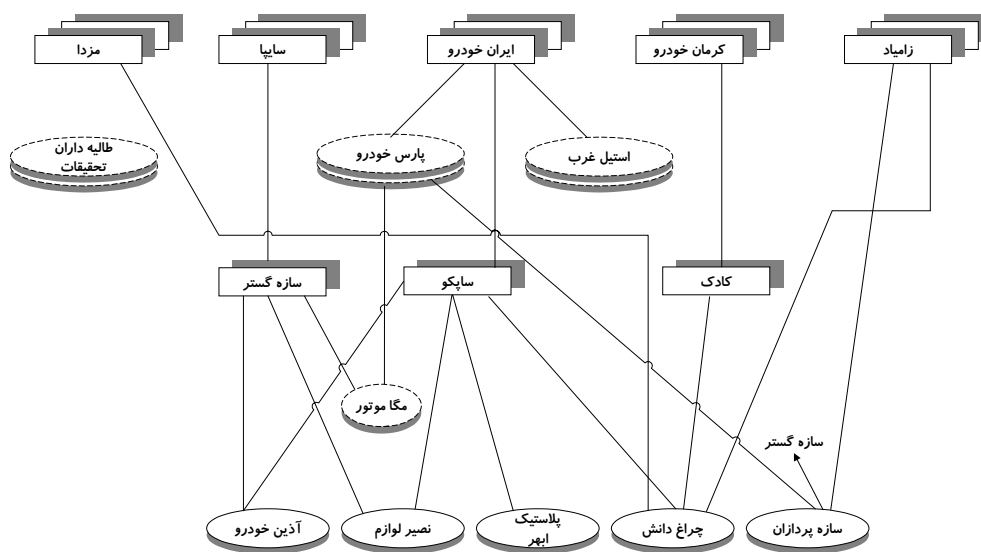 زامیاد
کرمان خودرو
ایران خودرو
سایپا
مزدا
استیل غرب
پارس خودرو
طالیه داران
تحقیقات
کادک
ساپکو
سازه گستر
مگا موتور
سازه گستر
سازه پردازان
چراغ دانش
پلاستیک
ابهر
نصیر لوازم
آذین خودرو